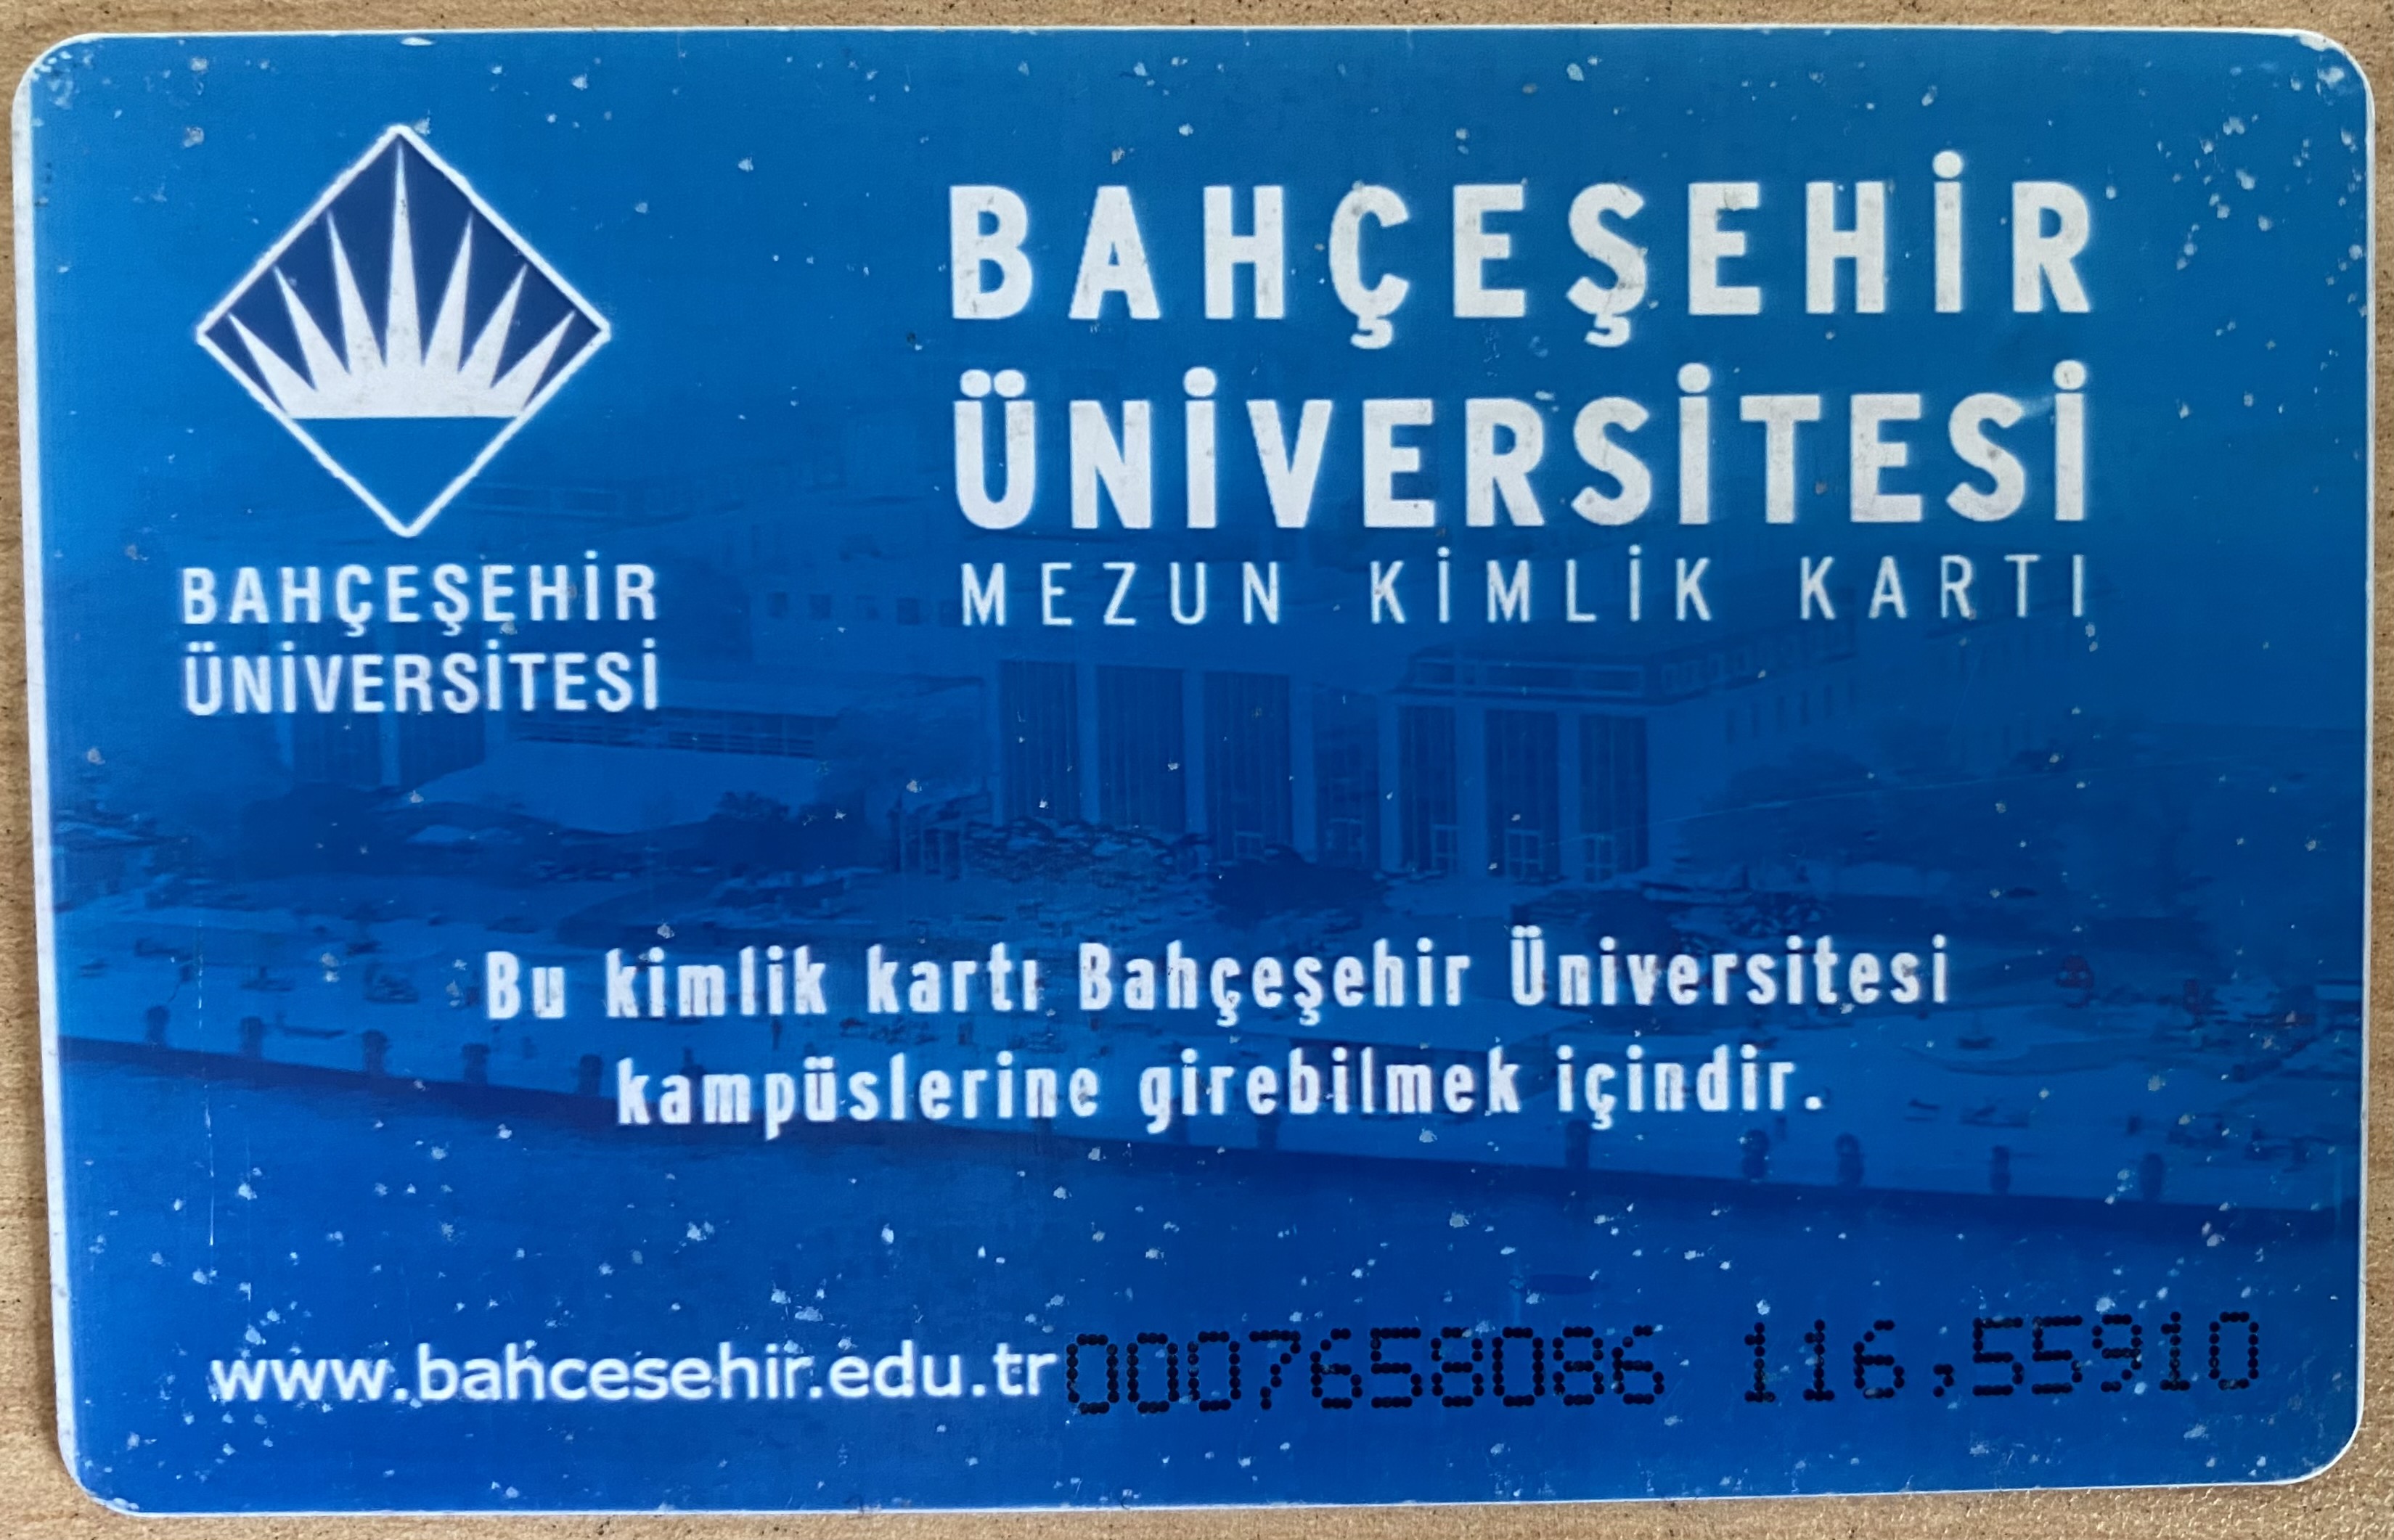 BAHÇEŞEHİR
ÜNİVERSİTESİ
MEZUN KİMLİK KARTI
BAHÇEŞEHİR
ÜNİVERSİTESİ
Bu kimlik kartı Bahçeşehir Üniversitesi
kampüslerine girebilmek içindir.
www.bahcesehir.edu.tr 0007658086 116,55910